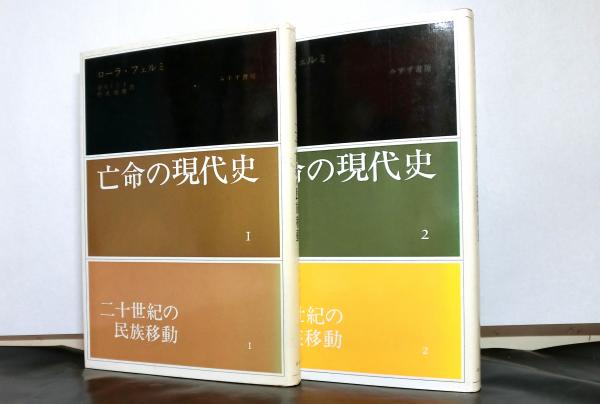 ローラ・フェルミ
みすず書房
亡命の現代史
1
二十世紀の
民族移動
1
ェルミ
みすず書房
命の現代史
2
世紀の
民族移動
2